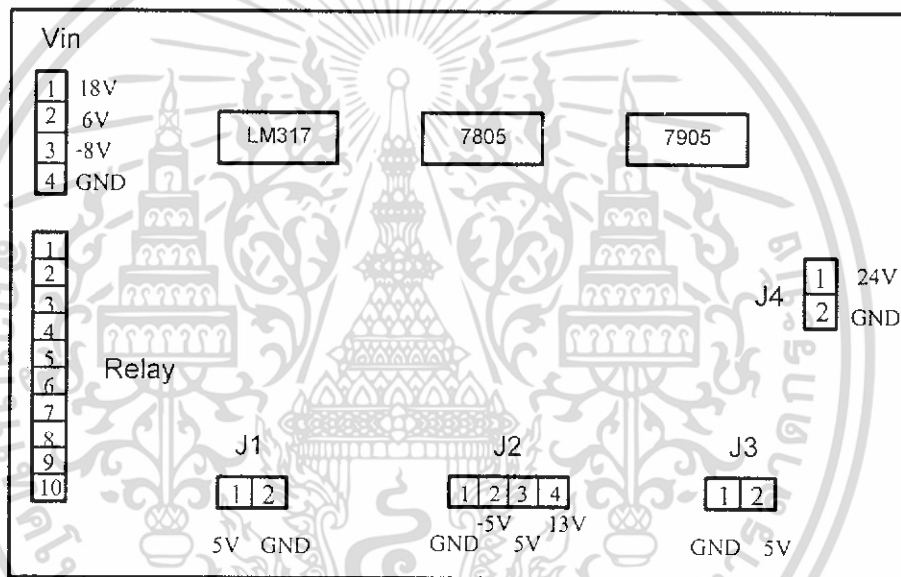 Vin
1 18V
2 6V
3 -8V
4 GND
LM317
7805
7905
1
2
3
4
5
6
7
8
9
10
Relay
J4
1 24V
2 GND
J1
1 2
5V GND
J2
1 2 3 4
-5V 13V
GND 5V
J3
1 2
GND 5V